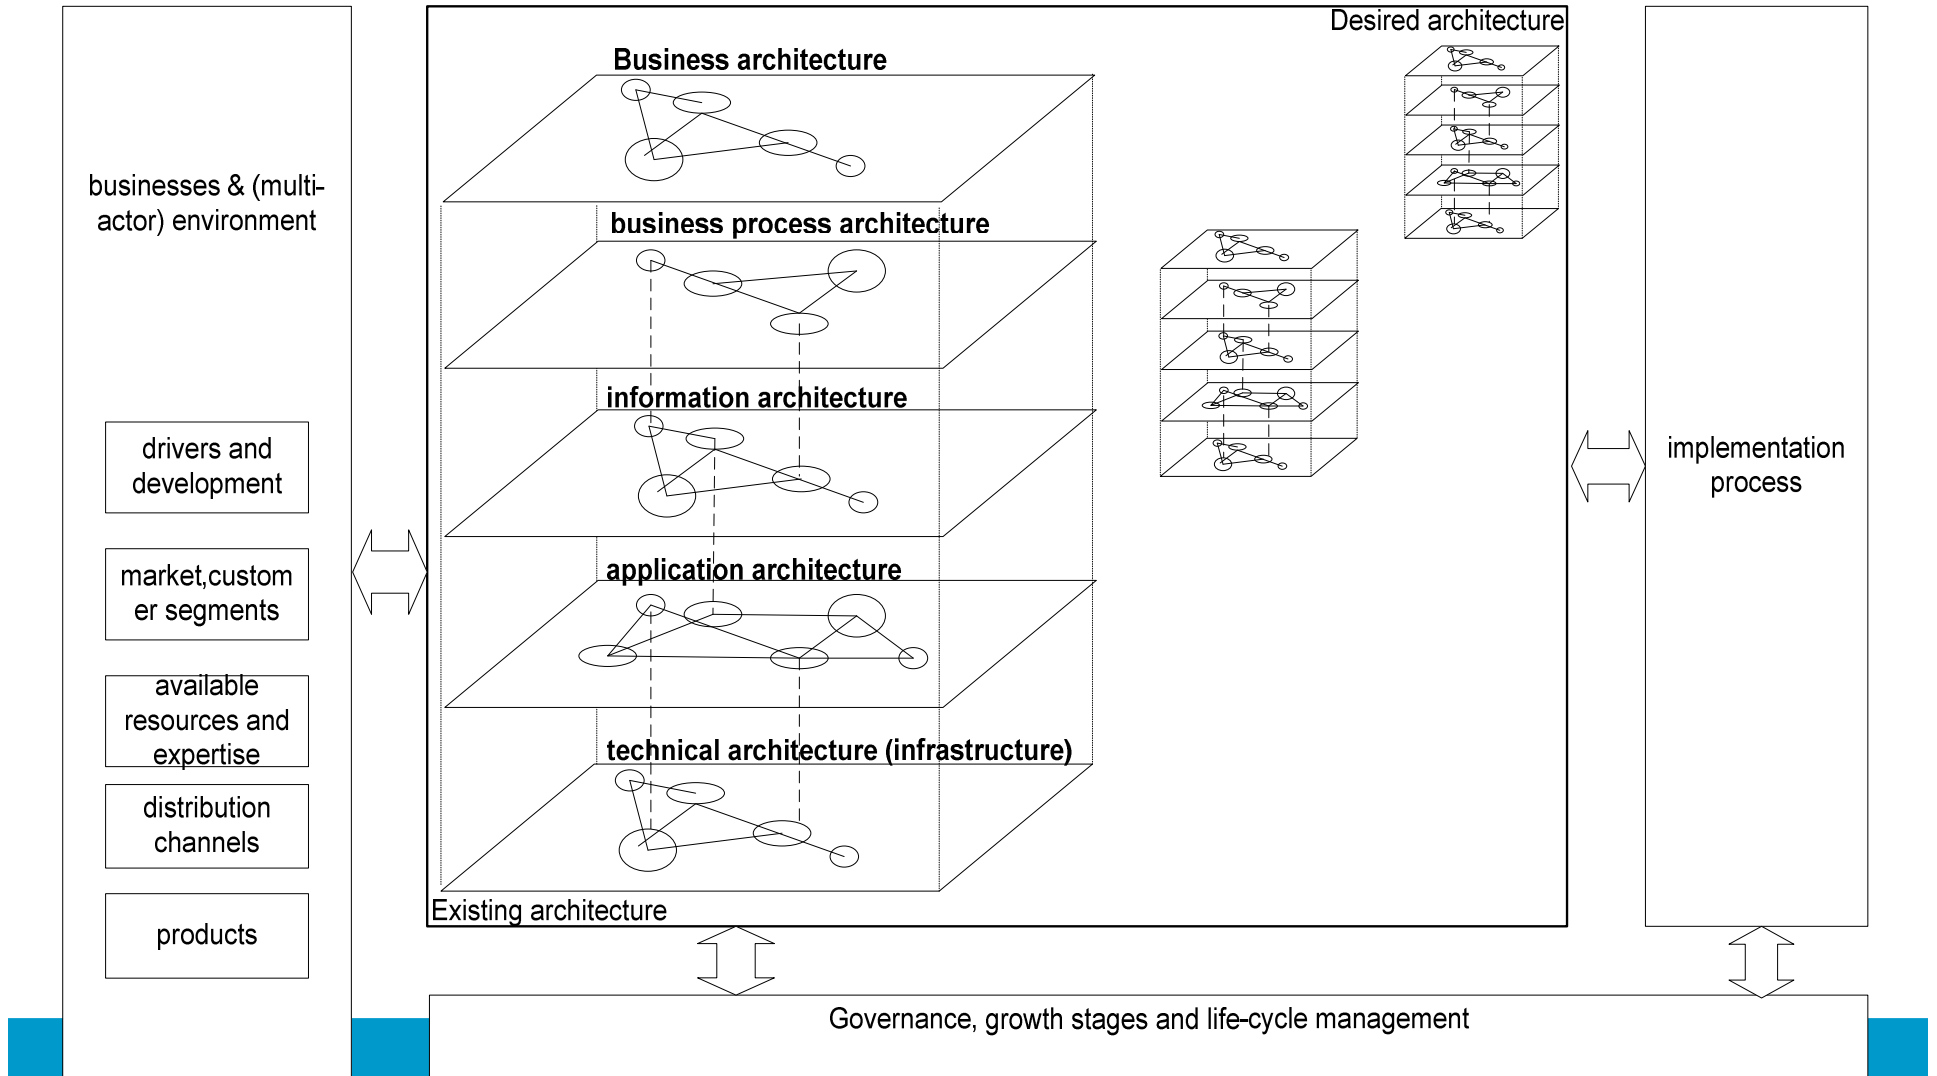 businesses & (multi-
actor) environment
drivers and
development
market,custom
er segments
available
resources and
expertise
distribution
channels
products
Desired architecture
Business architecture
business process architecture
information architecture
application architecture
technical architecture (infrastructure)
Existing architecture
implementation
process
Governance, growth stages and life-cycle management